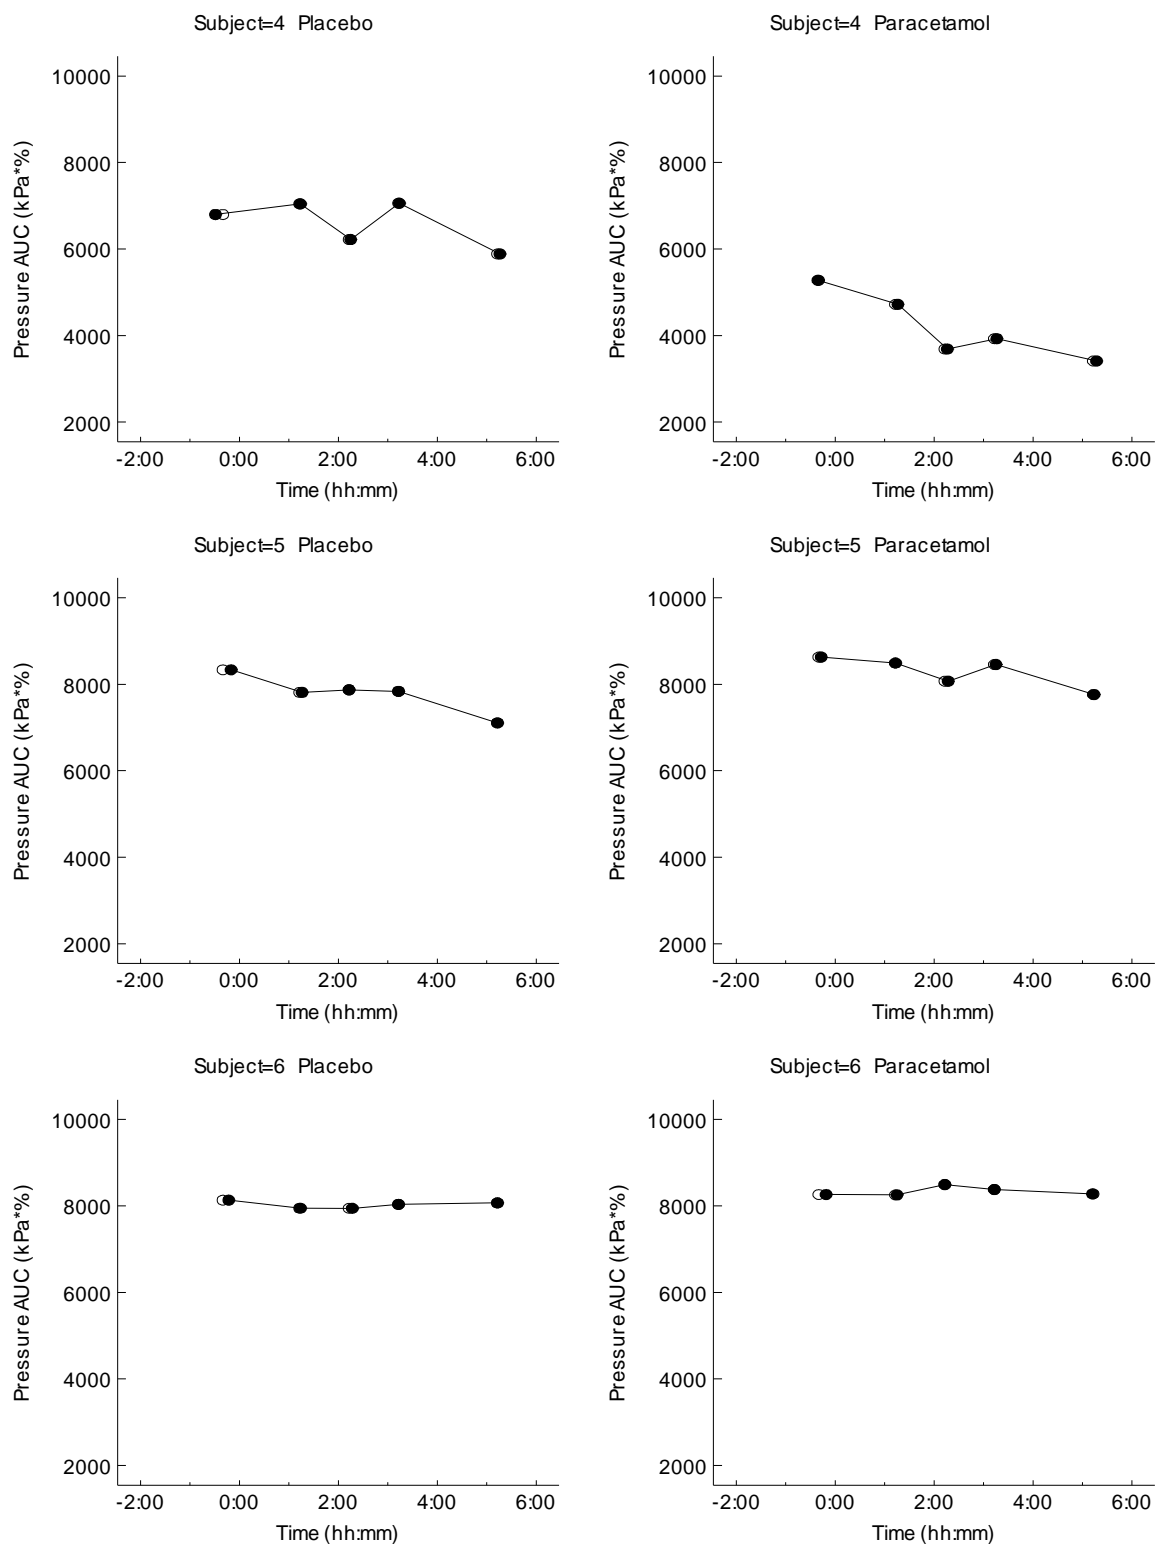 Subject=4 Placebo
Pressure AUC (kPa*%)
10000
8000
6000
4000
2000
-2:00 0:00 2:00 4:00 6:00
Time (hh:mm)
Subject=4 Paracetamol
Pressure AUC (kPa*%)
10000
8000
6000
4000
2000
-2:00 0:00 2:00 4:00 6:00
Time (hh:mm)
Subject=5 Placebo
Pressure AUC (kPa*%)
10000
8000
6000
4000
2000
-2:00 0:00 2:00 4:00 6:00
Time (hh:mm)
Subject=5 Paracetamol
Pressure AUC (kPa*%)
10000
8000
6000
4000
2000
-2:00 0:00 2:00 4:00 6:00
Time (hh:mm)
Subject=6 Placebo
Pressure AUC (kPa*%)
10000
8000
6000
4000
2000
-2:00 0:00 2:00 4:00 6:00
Time (hh:mm)
Subject=6 Paracetamol
Pressure AUC (kPa*%)
10000
8000
6000
4000
2000
-2:00 0:00 2:00 4:00 6:00
Time (hh:mm)